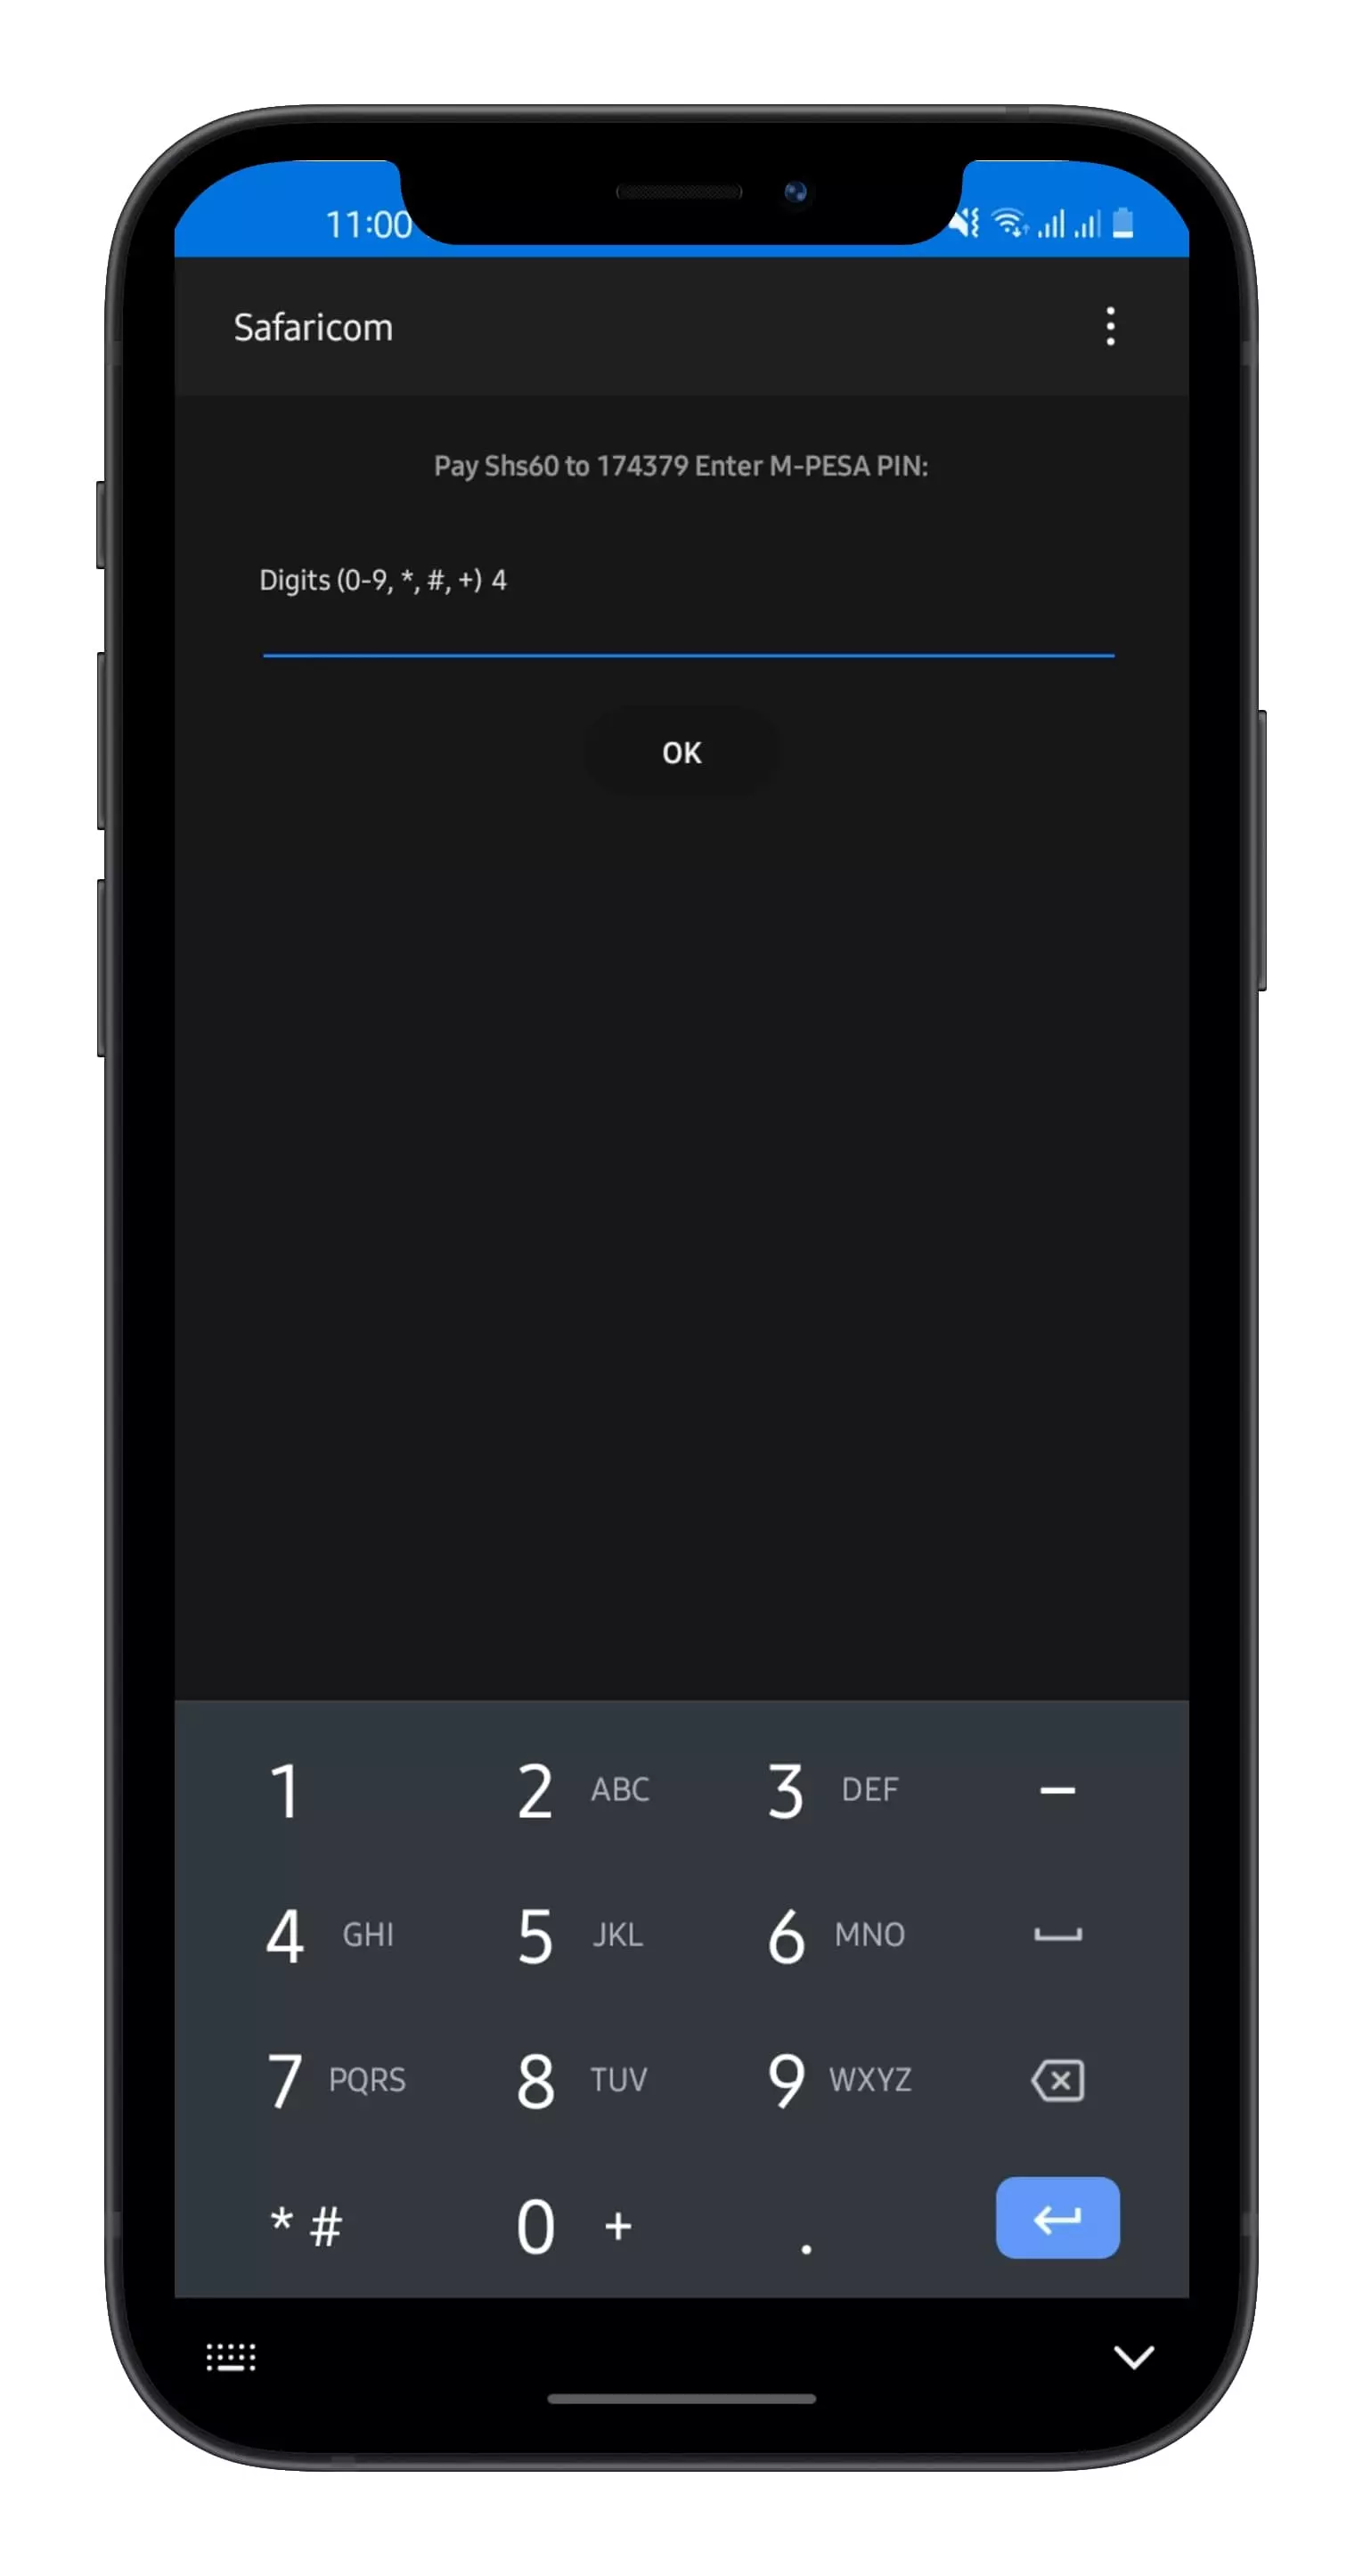 11:00
Safaricom
Pay Shs60 to 174379 Enter M-PESA PIN:
Digits (0-9, *, #, +) 4
OK
1 2 ABC 3 DEF –
4 GHI 5 JKL 6 MNO
7 PQRS 8 TUV 9 WXYZ
* # 0 + .